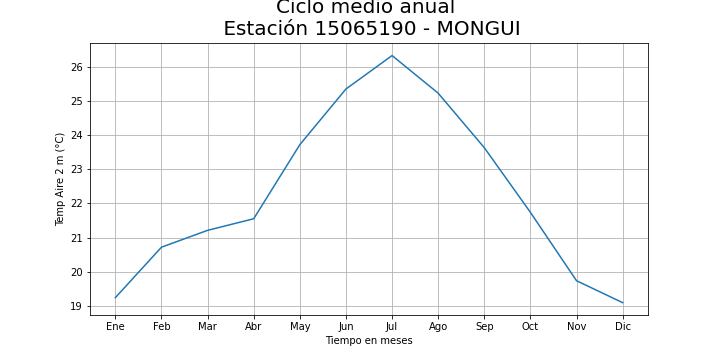 Ciclo medio anual
Estación 15065190 - MONGUI
Temp Aire 2 m (°C)
26
25
24
23
22
21
20
19
Ene Feb Mar Abr May Jun Jul Ago Sep Oct Nov Dic
Tiempo en meses